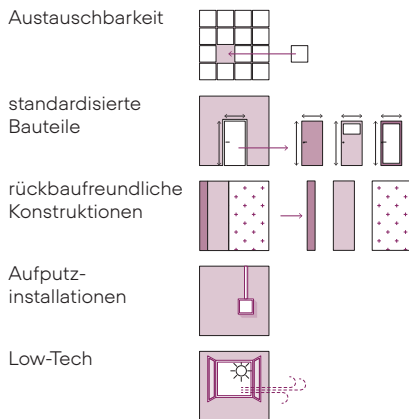 Austauschbarkeit
standardisierte
Bauteile
rückbaufreundliche
Konstruktionen
Aufputz-
installationen
Low-Tech